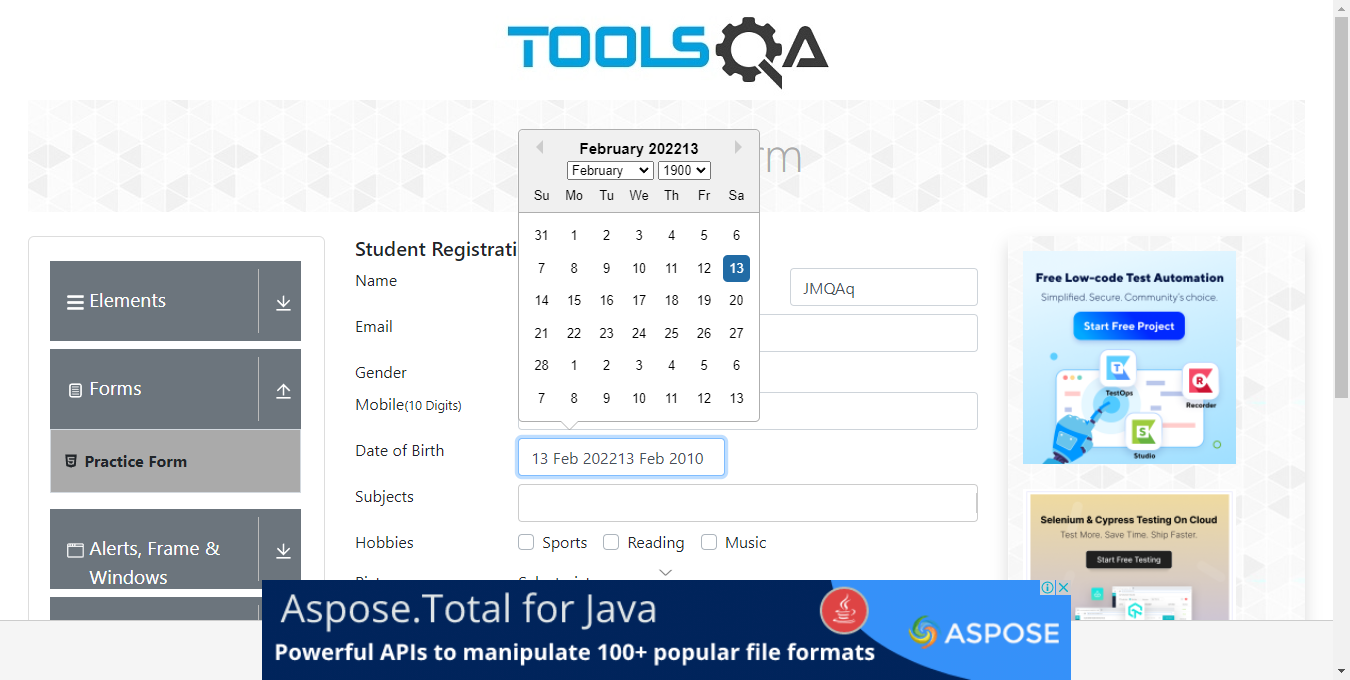 TOOLSQA
February 202213
February 1900
Su Mo Tu We Th Fr Sa
31 1 2 3 4 5 6
7 8 9 10 11 12 13
14 15 16 17 18 19 20
21 22 23 24 25 26 27
28 1 2 3 4 5 6
7 8 9 10 11 12 13
Elements
Forms
Practice Form
Alerts, Frame &
Windows
Name
JMQAq
Email
Gender
Mobile(10 Digits)
Date of Birth
13 Feb 202213 Feb 2010
Subjects
Hobbies
Sports Reading Music
Free Low-code Test Automation
Simplified. Secure. Community's choice.
Start Free Project
TestOps
Recorder
Studio
Selenium & Cypress Testing On Cloud
Test More. Save Time. Ship Faster.
Start Free Testing
Aspose.Total for Java
Powerful APIs to manipulate 100+ popular file formats
ASPOSE